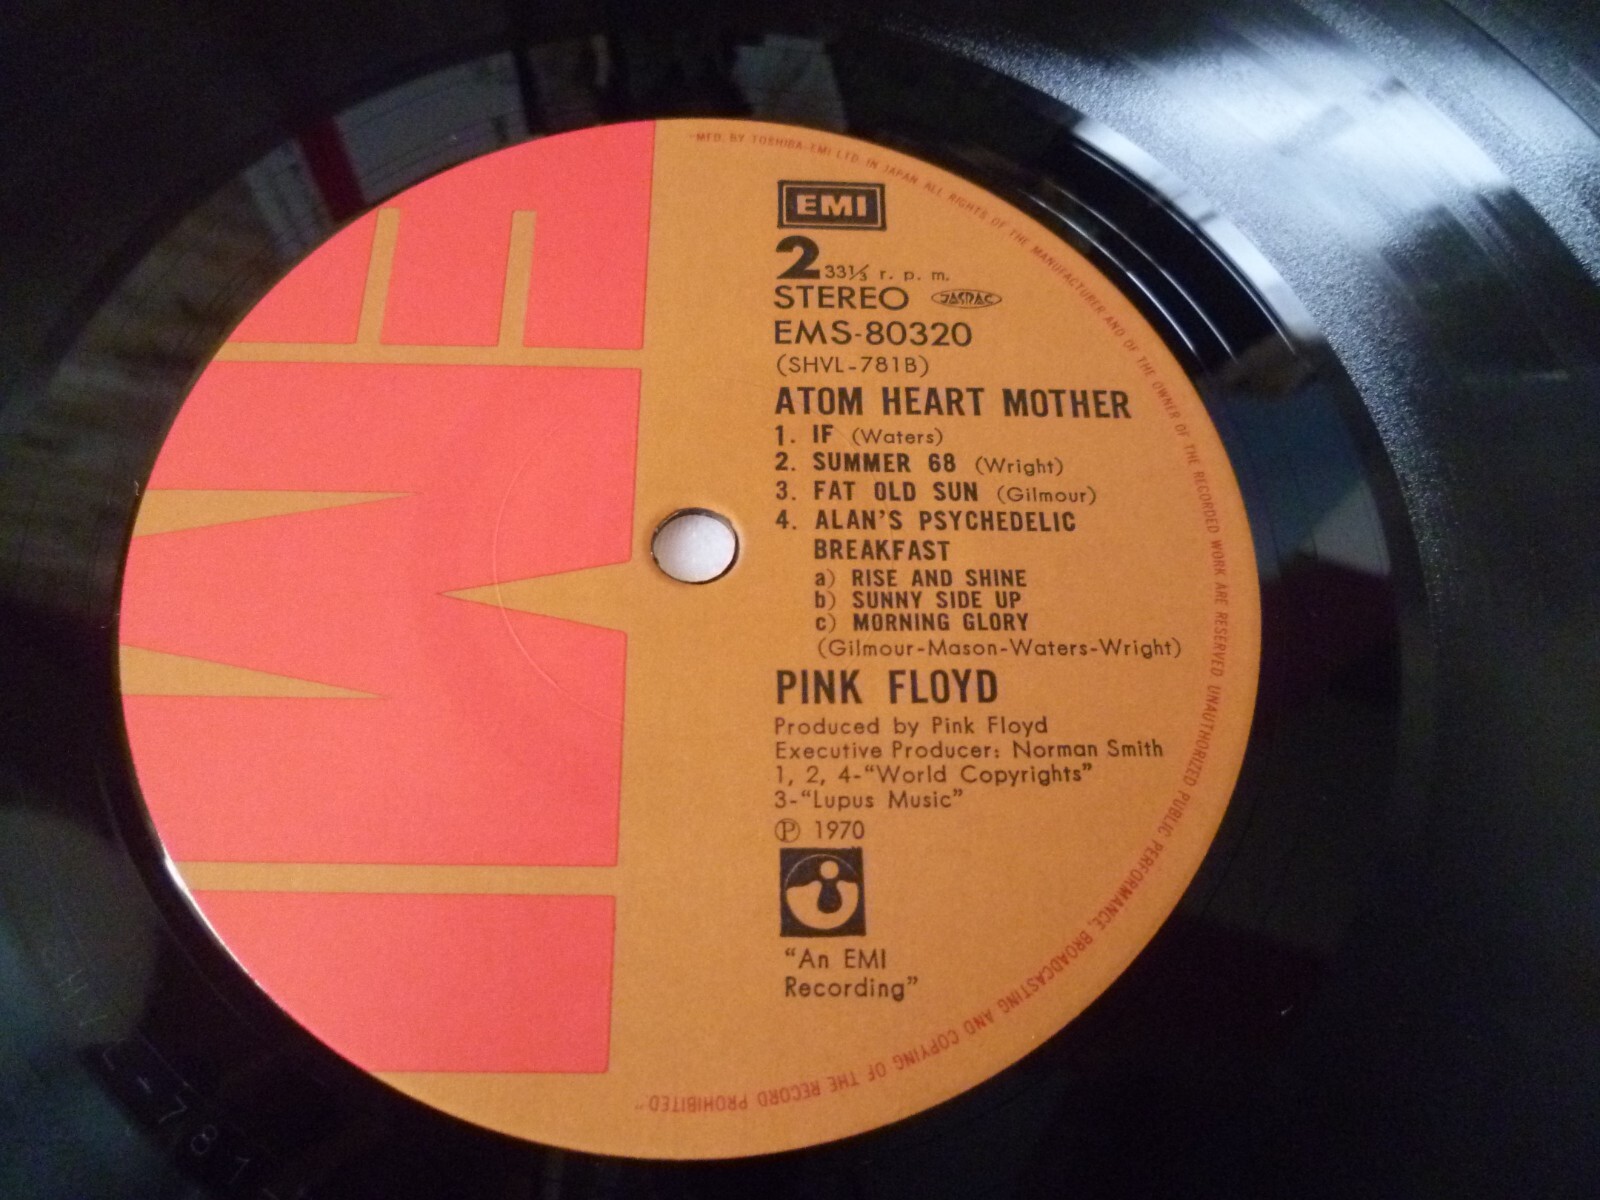 "MFD. BY TOSHIBA-EMI LTD. IN JAPAN ALL RIGHTS OF THE MANUFACTURER AND OF THE OWNER OF THE RECORDED WORK ARE RESERVED UNAUTHORIZED PUBLIC PERFORMANCE, BROADCASTING AND COPYING OF THE RECORD PROHIBITED"
EMI
2 33⅓ r. p. m.
STEREO JASRAC
EMS-80320
(SHVL-781B)
ATOM HEART MOTHER
1. IF (Waters)
2. SUMMER 68 (Wright)
3. FAT OLD SUN (Gilmour)
4. ALAN'S PSYCHEDELIC
BREAKFAST
a) RISE AND SHINE
b) SUNNY SIDE UP
c) MORNING GLORY
(Gilmour-Mason-Waters-Wright)
PINK FLOYD
Produced by Pink Floyd
Executive Producer: Norman Smith
1, 2, 4-"World Copyrights"
3-"Lupus Music"
Ⓟ 1970
"An EMI
Recording"
EMI
L-781